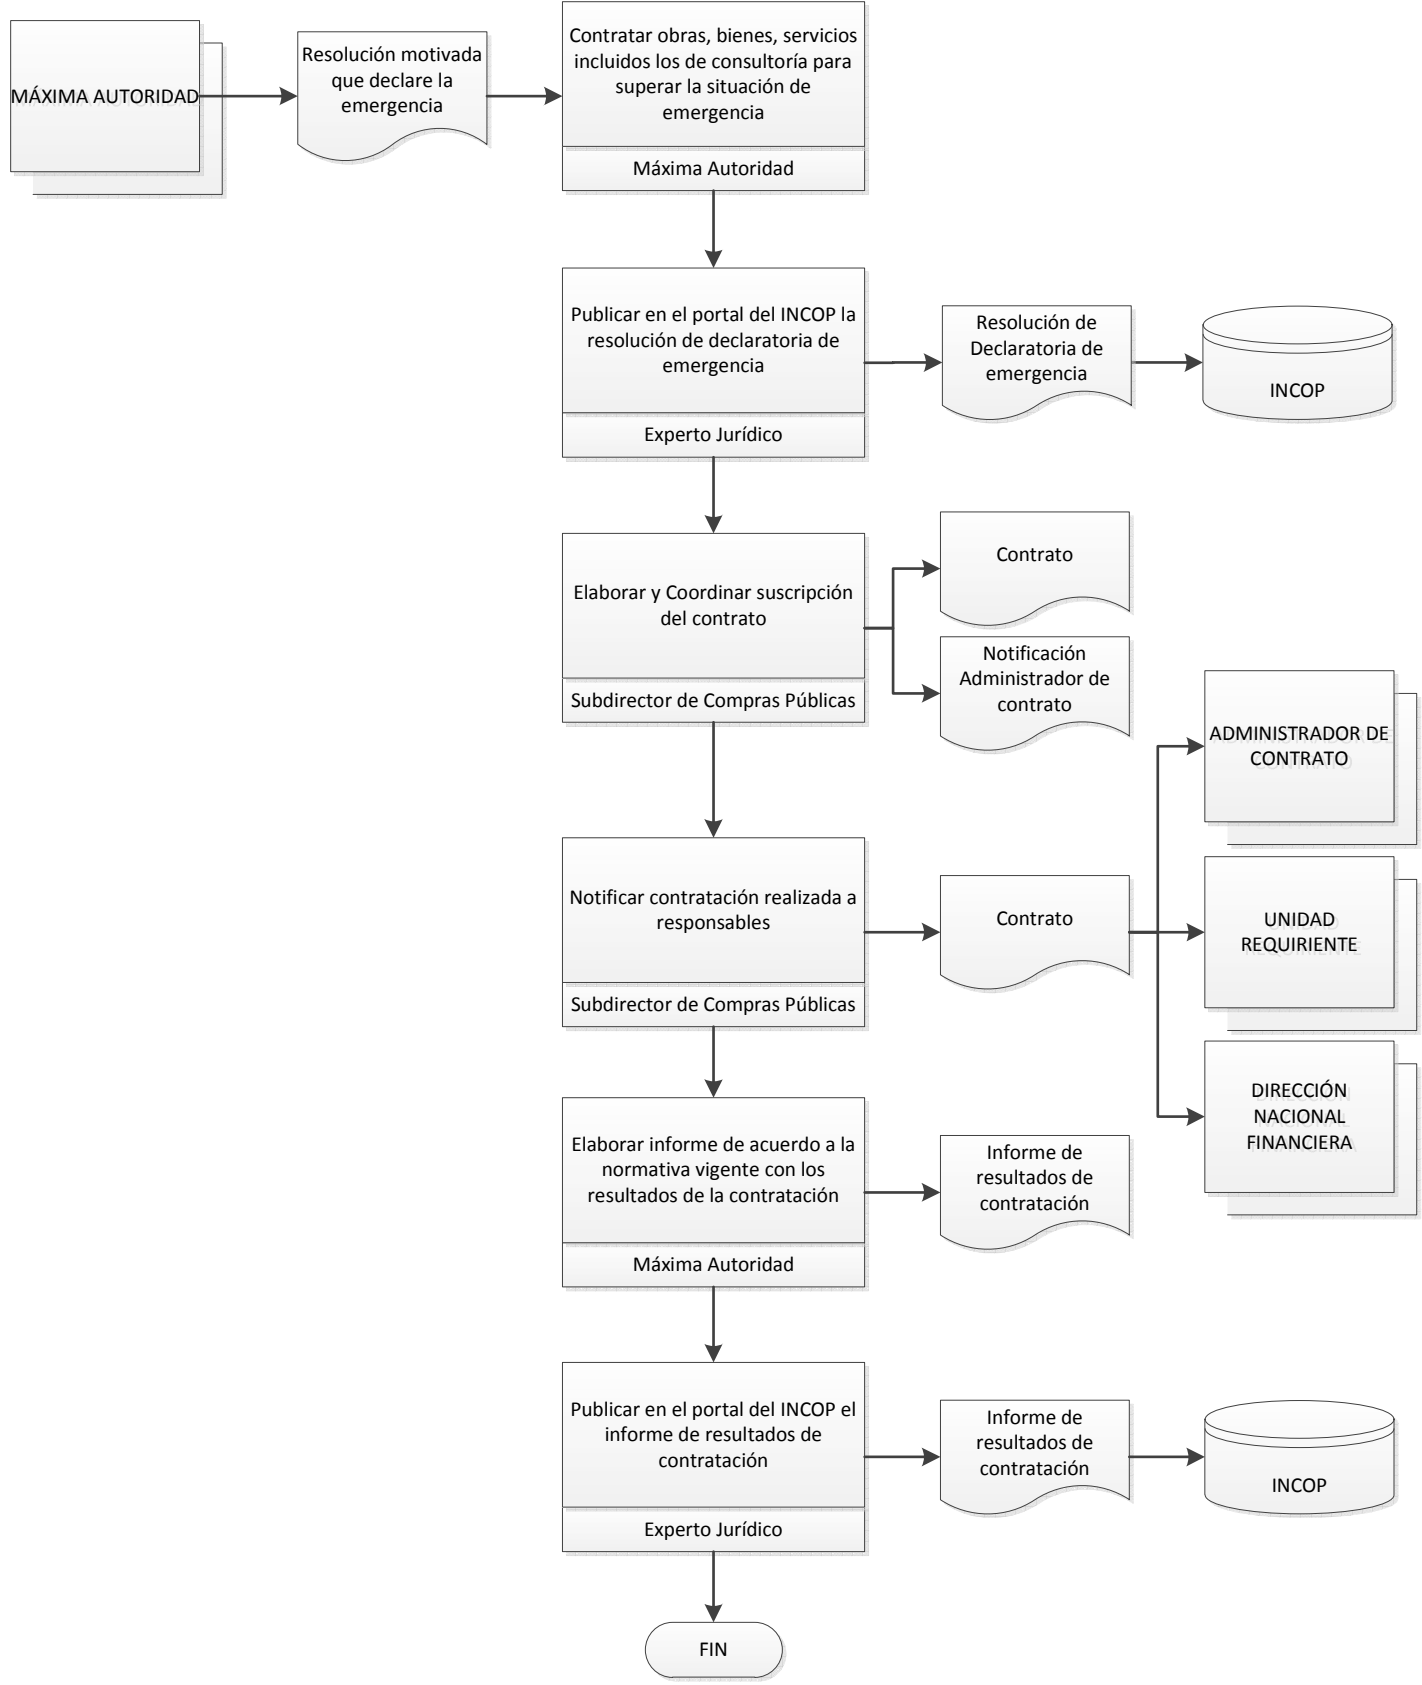 MÁXIMA AUTORIDAD
Resolución motivada
que declare la
emergencia
Contratar obras, bienes, servicios
incluidos los de consultoría para
superar la situación de
emergencia
Máxima Autoridad
Publicar en el portal del INCOP la
resolución de declaratoria de
emergencia
Experto Jurídico
Resolución de
Declaratoria de
emergencia
INCOP
Elaborar y Coordinar suscripción
del contrato
Subdirector de Compras Públicas
Contrato
Notificación
Administrador de
contrato
Notificar contratación realizada a
responsables
Subdirector de Compras Públicas
Contrato
ADMINISTRADOR DE
CONTRATO
UNIDAD
REQUIRIENTE
DIRECCIÓN
NACIONAL
FINANCIERA
Elaborar informe de acuerdo a la
normativa vigente con los
resultados de la contratación
Máxima Autoridad
Informe de
resultados de
contratación
Publicar en el portal del INCOP el
informe de resultados de
contratación
Experto Jurídico
Informe de
resultados de
contratación
INCOP
FIN